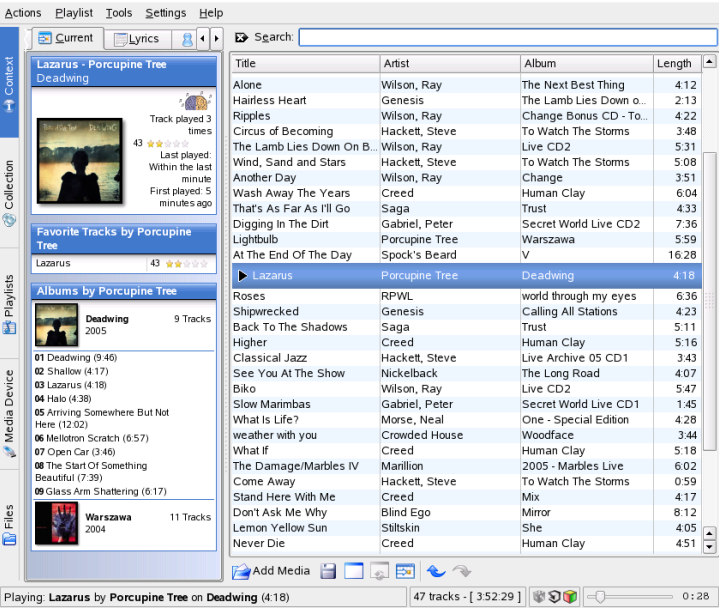 Actions Playlist Tools Settings Help
Context
Collection
Playlists
Media Device
Files
Current Lyrics
Lazarus - Porcupine Tree
Deadwing
Track played 3
times
43
Last played:
Within the last
minute
First played: 5
minutes ago
Favorite Tracks by Porcupine
Tree
Lazarus 43
Albums by Porcupine Tree
Deadwing 9 Tracks
2005
01 Deadwing (9:46)
02 Shallow (4:17)
03 Lazarus (4:18)
04 Halo (4:38)
05 Arriving Somewhere But Not
Here (12:02)
06 Mellotron Scratch (6:57)
07 Open Car (3:46)
08 The Start Of Something
Beautiful (7:39)
09 Glass Arm Shattering (6:17)
Warszawa 11 Tracks
2004
Search:
Title Artist Album Length
Alone Wilson, Ray The Next Best Thing 4:12
Hairless Heart Genesis The Lamb Lies Down o... 2:13
Ripples Wilson, Ray Change Bonus CD - To... 4:22
Circus of Becoming Hackett, Steve To Watch The Storms 3:48
The Lamb Lies Down On B... Wilson, Ray Live CD2 5:31
Wind, Sand and Stars Hackett, Steve To Watch The Storms 5:08
Another Day Wilson, Ray Change 3:51
Wash Away The Years Creed Human Clay 6:04
That's As Far As I'll Go Saga Trust 4:33
Digging In The Dirt Gabriel, Peter Secret World Live CD2 7:36
Lightbulb Porcupine Tree Warszawa 5:59
At The End Of The Day Spock's Beard V 16:28
Lazarus Porcupine Tree Deadwing 4:18
Roses RPWL world through my eyes 6:36
Shipwrecked Genesis Calling All Stations 4:23
Back To The Shadows Saga Trust 5:11
Higher Creed Human Clay 5:16
Classical Jazz Hackett, Steve Live Archive 05 CD1 3:43
See You At The Show Nickelback The Long Road 4:07
Biko Wilson, Ray Live CD2 5:47
Slow Marimbas Gabriel, Peter Secret World Live CD1 1:45
What Is Life? Morse, Neal One - Special Edition 4:28
weather with you Crowded House Woodface 3:44
What If Creed Human Clay 5:18
The Damage/Marbles IV Marillion 2005 - Marbles Live 6:02
Come Away Hackett, Steve To Watch The Storms 0:59
Stand Here With Me Creed Mix 4:17
Don't Ask Me Why Blind Ego Mirror 8:12
Lemon Yellow Sun Stiltskin She 4:05
Never Die Creed Human Clay 4:51
Add Media
Playing: Lazarus by Porcupine Tree on Deadwing (4:18) 47 tracks - [ 3:52:29 ] 0:28